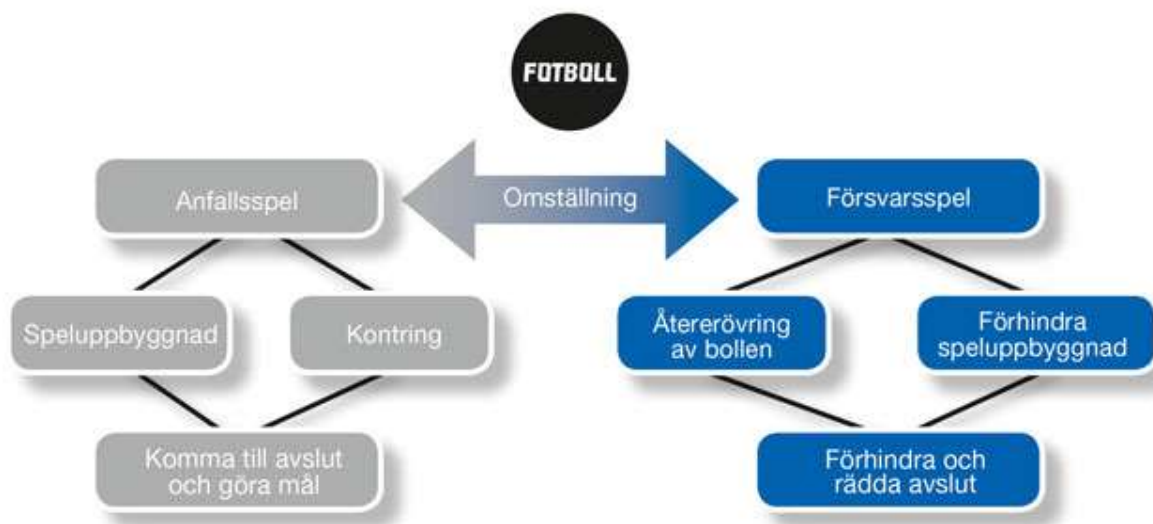 FOTBOLL
Anfallsspel
Omställning
Försvarsspel
Speluppbyggnad
Kontring
Återerövring
av bollen
Förhindra
speluppbyggnad
Komma till avslut
och göra mål
Förhindra och
rädda avslut